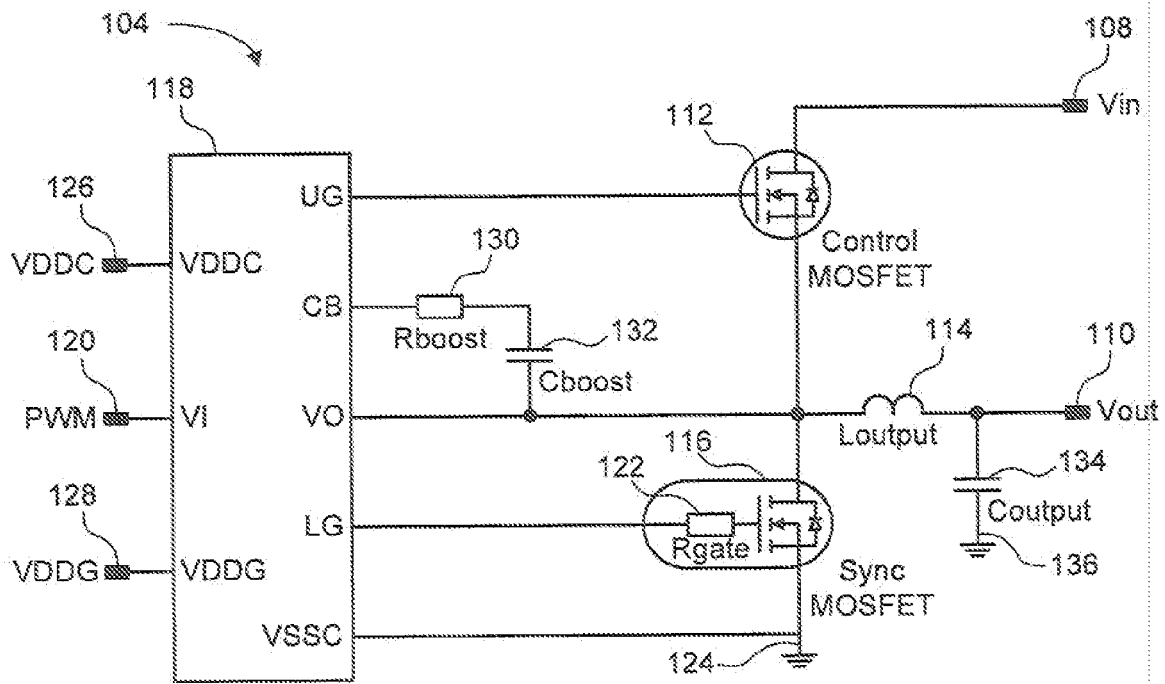 104
108
118
Vin
112
UG
126
130
Control
MOSFET
VDDC
VDDC
CB
Rboost
132
114
110
120
Cboost
PWM
VI
VO
Vout
Loutput
116
122
134
128
LG
Coutput
Rgate
VDDG
VDDG
Sync
MOSFET
136
VSSC
124